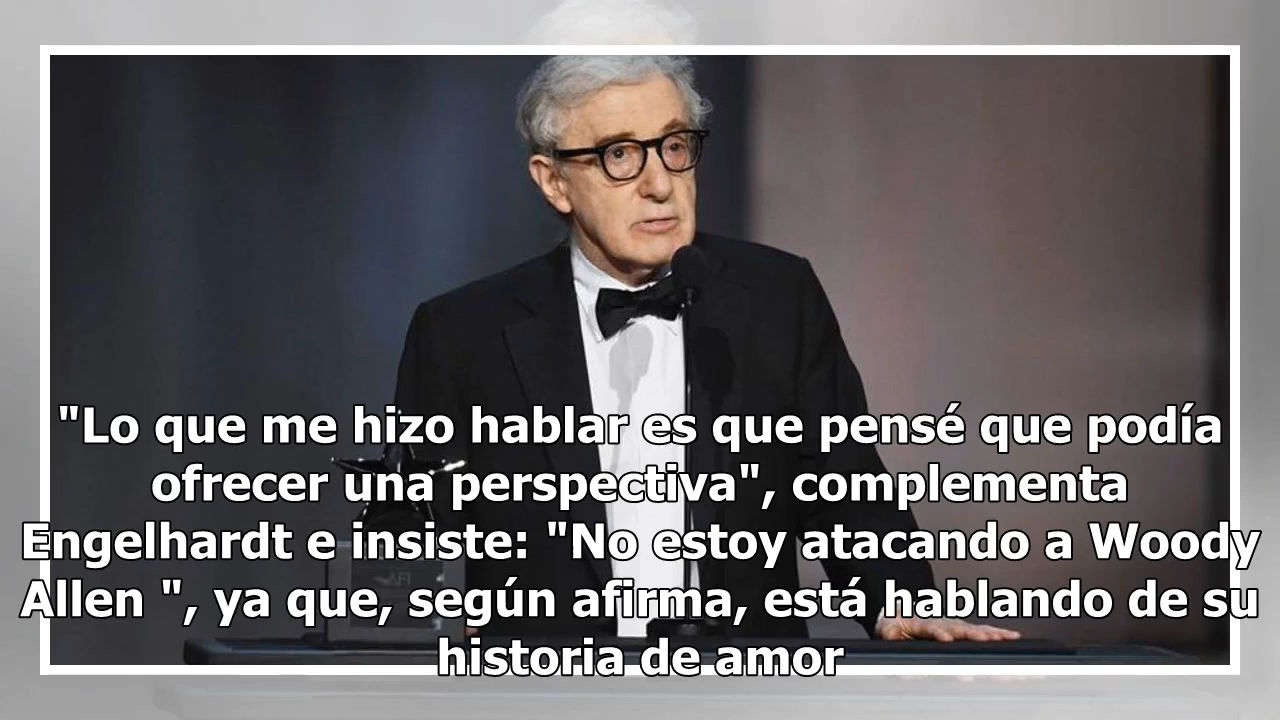 "Lo que me hizo hablar es que pensé que podía
ofrecer una perspectiva", complementa
Engelhardt e insiste: "No estoy atacando a Woody
Allen ", ya que, según afirma, está hablando de su
historia de amor
AFI